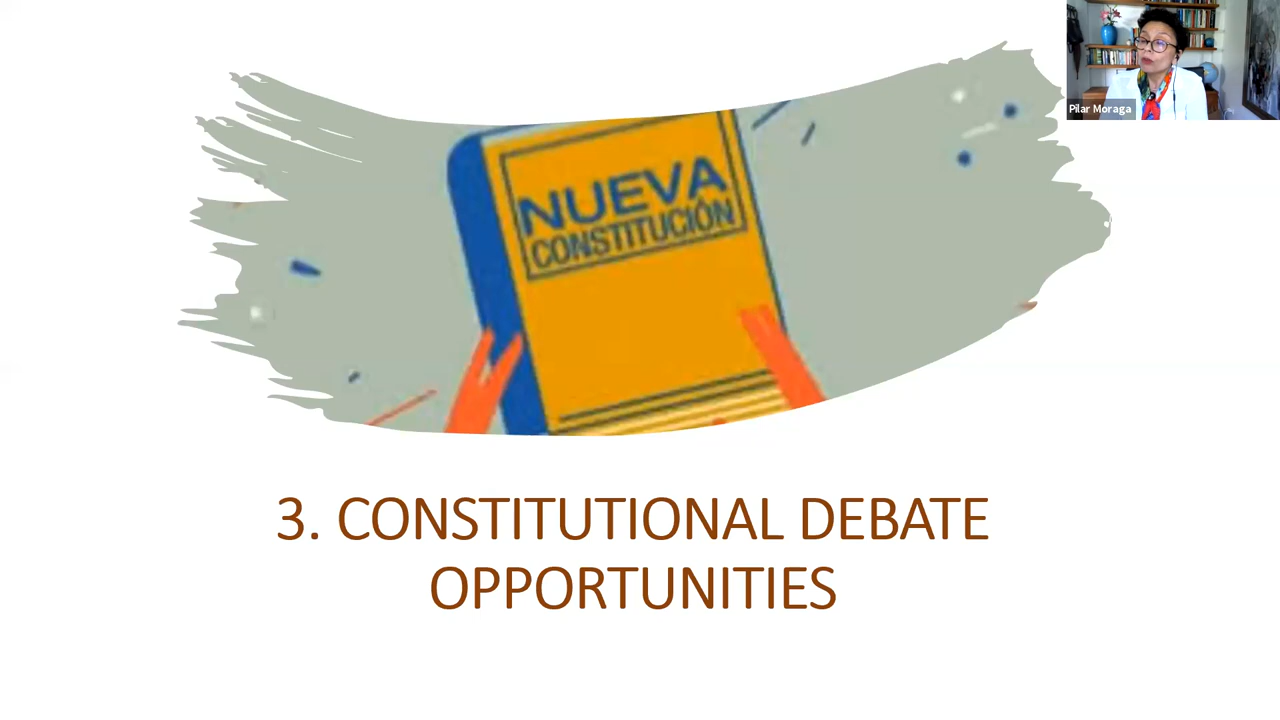 Pilar Moraga
NUEVA
CONSTITUCIÓN
3. CONSTITUTIONAL DEBATE
OPPORTUNITIES